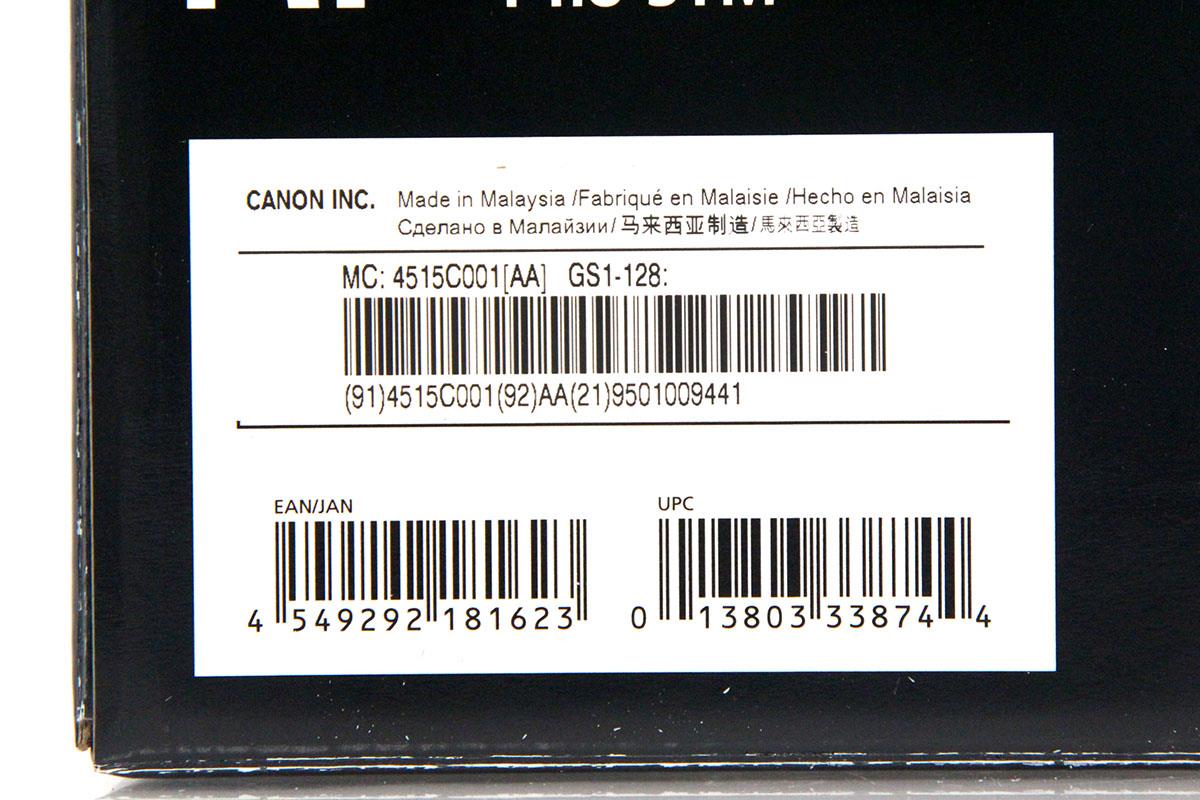 STM
CANON INC. Made in Malaysia /Fabriqué en Malaisie /Hecho en Malaisia
Сделано в Малайзии/马来西亚制造/馬來西亞製造
MC: 4515C001[AA] GS1-128:
(91)4515C001(92)AA(21)9501009441
EAN/JAN
4 549292 181623
UPC
0 13803 33874 4